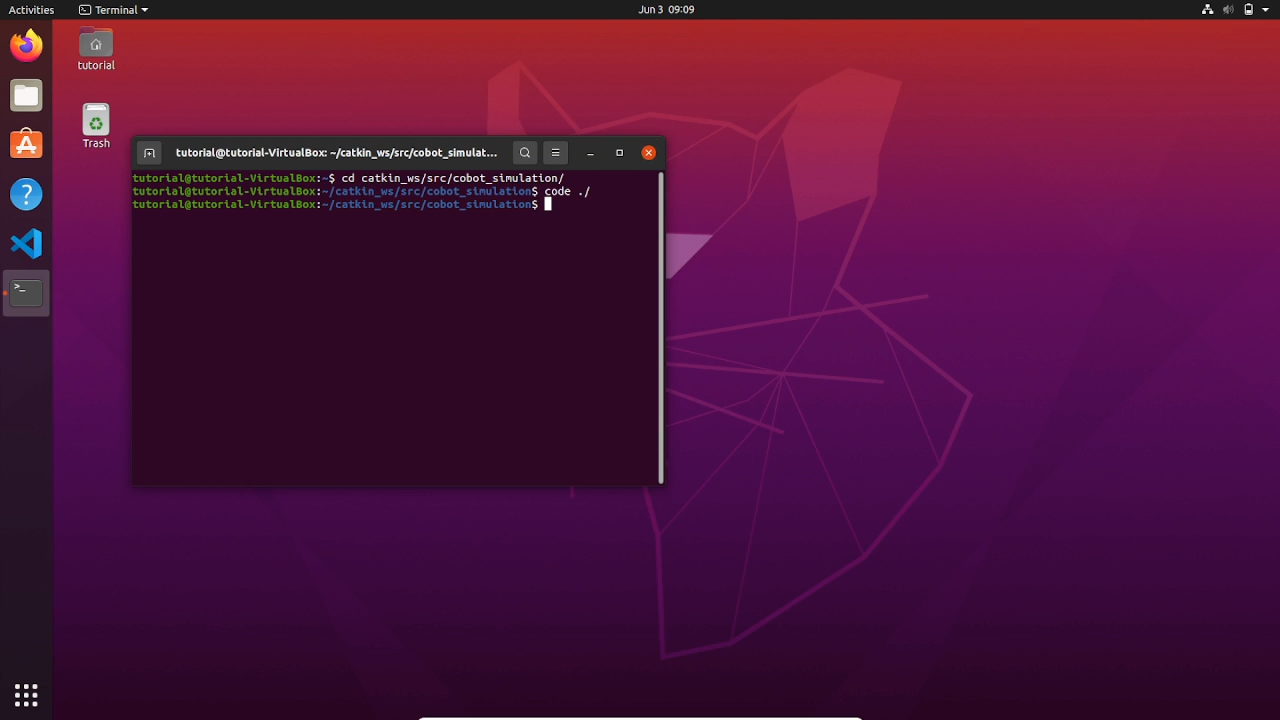 Activities
Terminal
Jun 3 09:09
tutorial
Trash
tutorial@tutorial-VirtualBox: ~/catkin_ws/src/cobot_simulat...
tutorial@tutorial-VirtualBox:~$ cd catkin_ws/src/cobot_simulation/
tutorial@tutorial-VirtualBox:~/catkin_ws/src/cobot_simulation$ code ./
tutorial@tutorial-VirtualBox:~/catkin_ws/src/cobot_simulation$